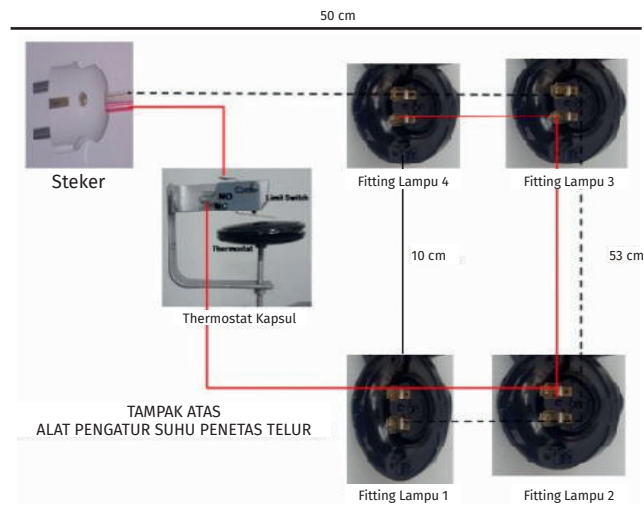 50 cm
Steker
Fitting Lampu 4
Fitting Lampu 3
NO
NC
Limit Switch
Thermostat
10 cm
53 cm
Thermostat Kapsul
TAMPAK ATAS
ALAT PENGATUR SUHU PENETAS TELUR
Fitting Lampu 1
Fitting Lampu 2